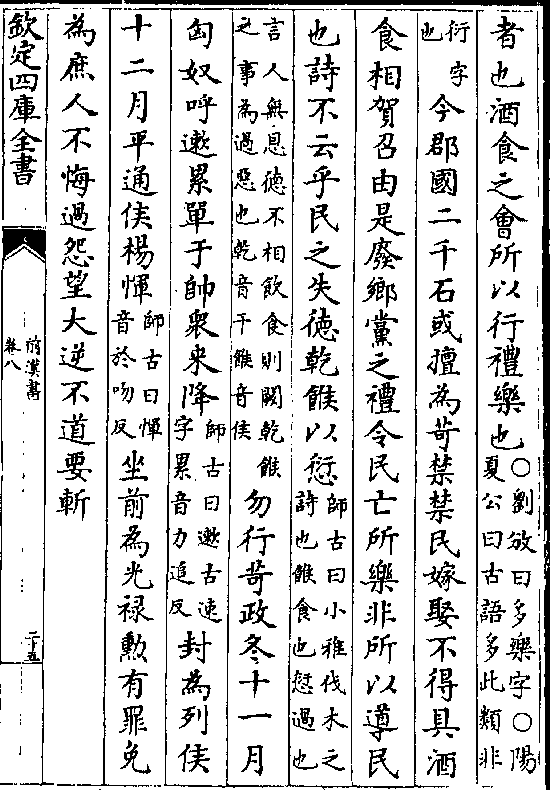 者也酒食之會所以行禮樂也○劉攽曰多樂字○陽夏公曰古語多此類非
衍字也今郡國二千石或擅為苛禁禁民嫁娶不得具酒
食相賀召由是廢鄉黨之禮令民亡所樂非所以導民
也詩不云乎民之失徳乾餱以愆師古曰小雅伐木之詩也餱食也愆過也
言人無恩德不相飲食則闕乾餱之事為過惡也乾音干餱音侯勿行苛政冬十一月
匈奴呼遬累單于帥衆来降師古曰遬古速字累音力追反封為列侯
十二月平通侯楊惲師古曰惲音於吻反坐前為光禄勲有罪免
為庶人不悔過怨望大逆不道要斬
欽定四庫全書
前漢書
卷八
二十五